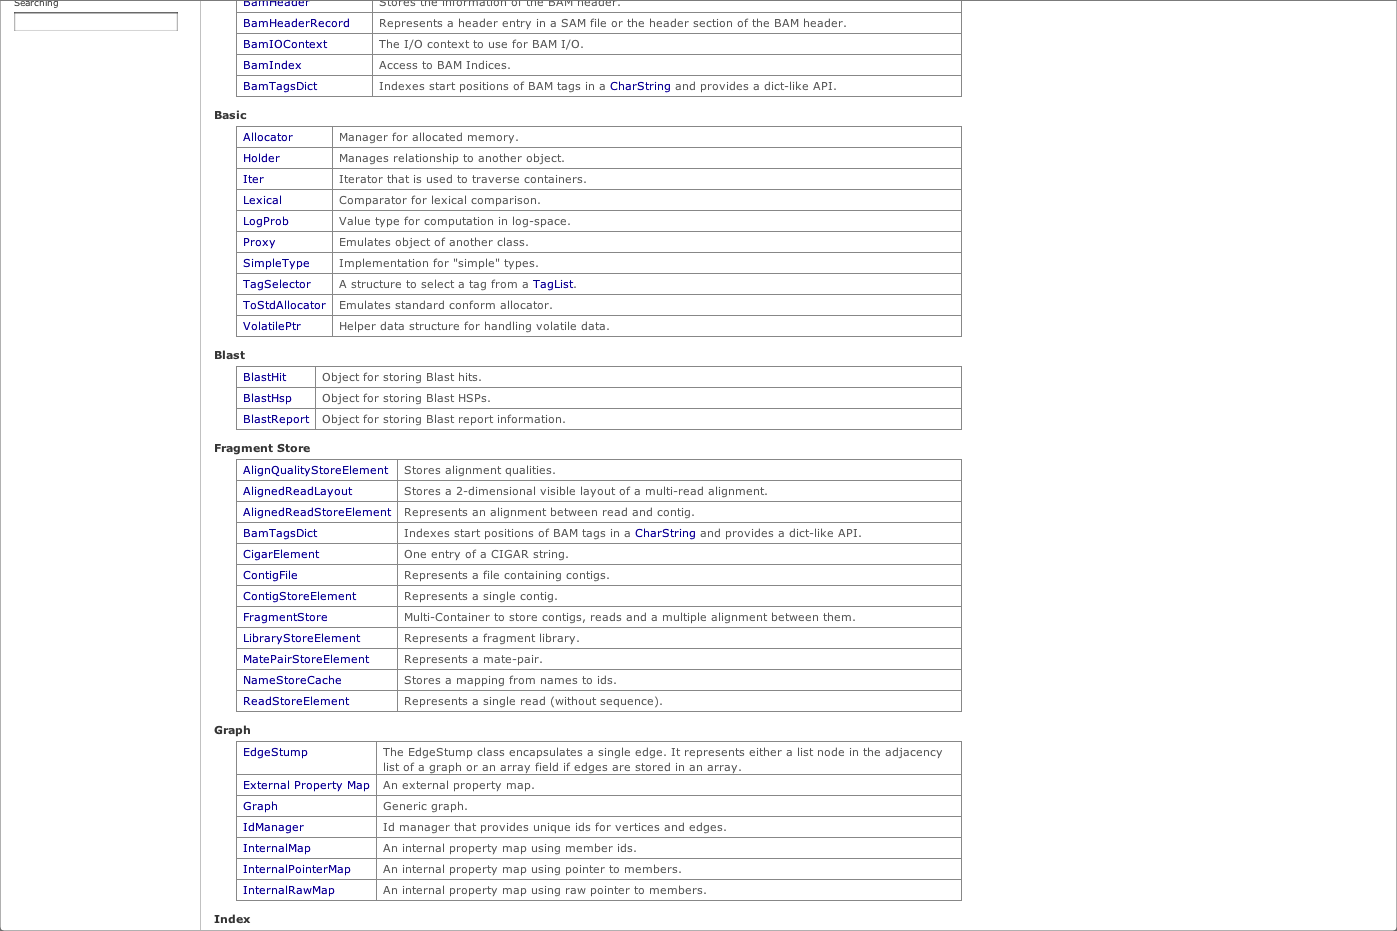 Searching
BamHeader Stores the information of the BAM header.
BamHeaderRecord Represents a header entry in a SAM file or the header section of the BAM header.
BamIOContext The I/O context to use for BAM I/O.
BamIndex Access to BAM Indices.
BamTagsDict Indexes start positions of BAM tags in a CharString and provides a dict-like API.
Basic
Allocator Manager for allocated memory.
Holder Manages relationship to another object.
Iter Iterator that is used to traverse containers.
Lexical Comparator for lexical comparison.
LogProb Value type for computation in log-space.
Proxy Emulates object of another class.
SimpleType Implementation for "simple" types.
TagSelector A structure to select a tag from a TagList.
ToStdAllocator Emulates standard conform allocator.
VolatilePtr Helper data structure for handling volatile data.
Blast
BlastHit Object for storing Blast hits.
BlastHsp Object for storing Blast HSPs.
BlastReport Object for storing Blast report information.
Fragment Store
AlignQualityStoreElement Stores alignment qualities.
AlignedReadLayout Stores a 2-dimensional visible layout of a multi-read alignment.
AlignedReadStoreElement Represents an alignment between read and contig.
BamTagsDict Indexes start positions of BAM tags in a CharString and provides a dict-like API.
CigarElement One entry of a CIGAR string.
ContigFile Represents a file containing contigs.
ContigStoreElement Represents a single contig.
FragmentStore Multi-Container to store contigs, reads and a multiple alignment between them.
LibraryStoreElement Represents a fragment library.
MatePairStoreElement Represents a mate-pair.
NameStoreCache Stores a mapping from names to ids.
ReadStoreElement Represents a single read (without sequence).
Graph
EdgeStump The EdgeStump class encapsulates a single edge. It represents either a list node in the adjacency
list of a graph or an array field if edges are stored in an array.
External Property Map An external property map.
Graph Generic graph.
IdManager Id manager that provides unique ids for vertices and edges.
InternalMap An internal property map using member ids.
InternalPointerMap An internal property map using pointer to members.
InternalRawMap An internal property map using raw pointer to members.
Index